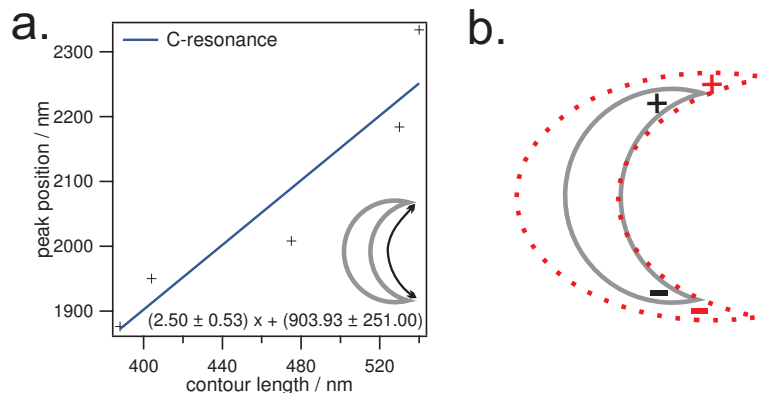 a.
b.
C-resonance
2300
2200
2100
2000
1900
peak position / nm
(2.50 ± 0.53) x + (903.93 ± 251.00)
400
440
480
520
contour length / nm
+
+
-
-